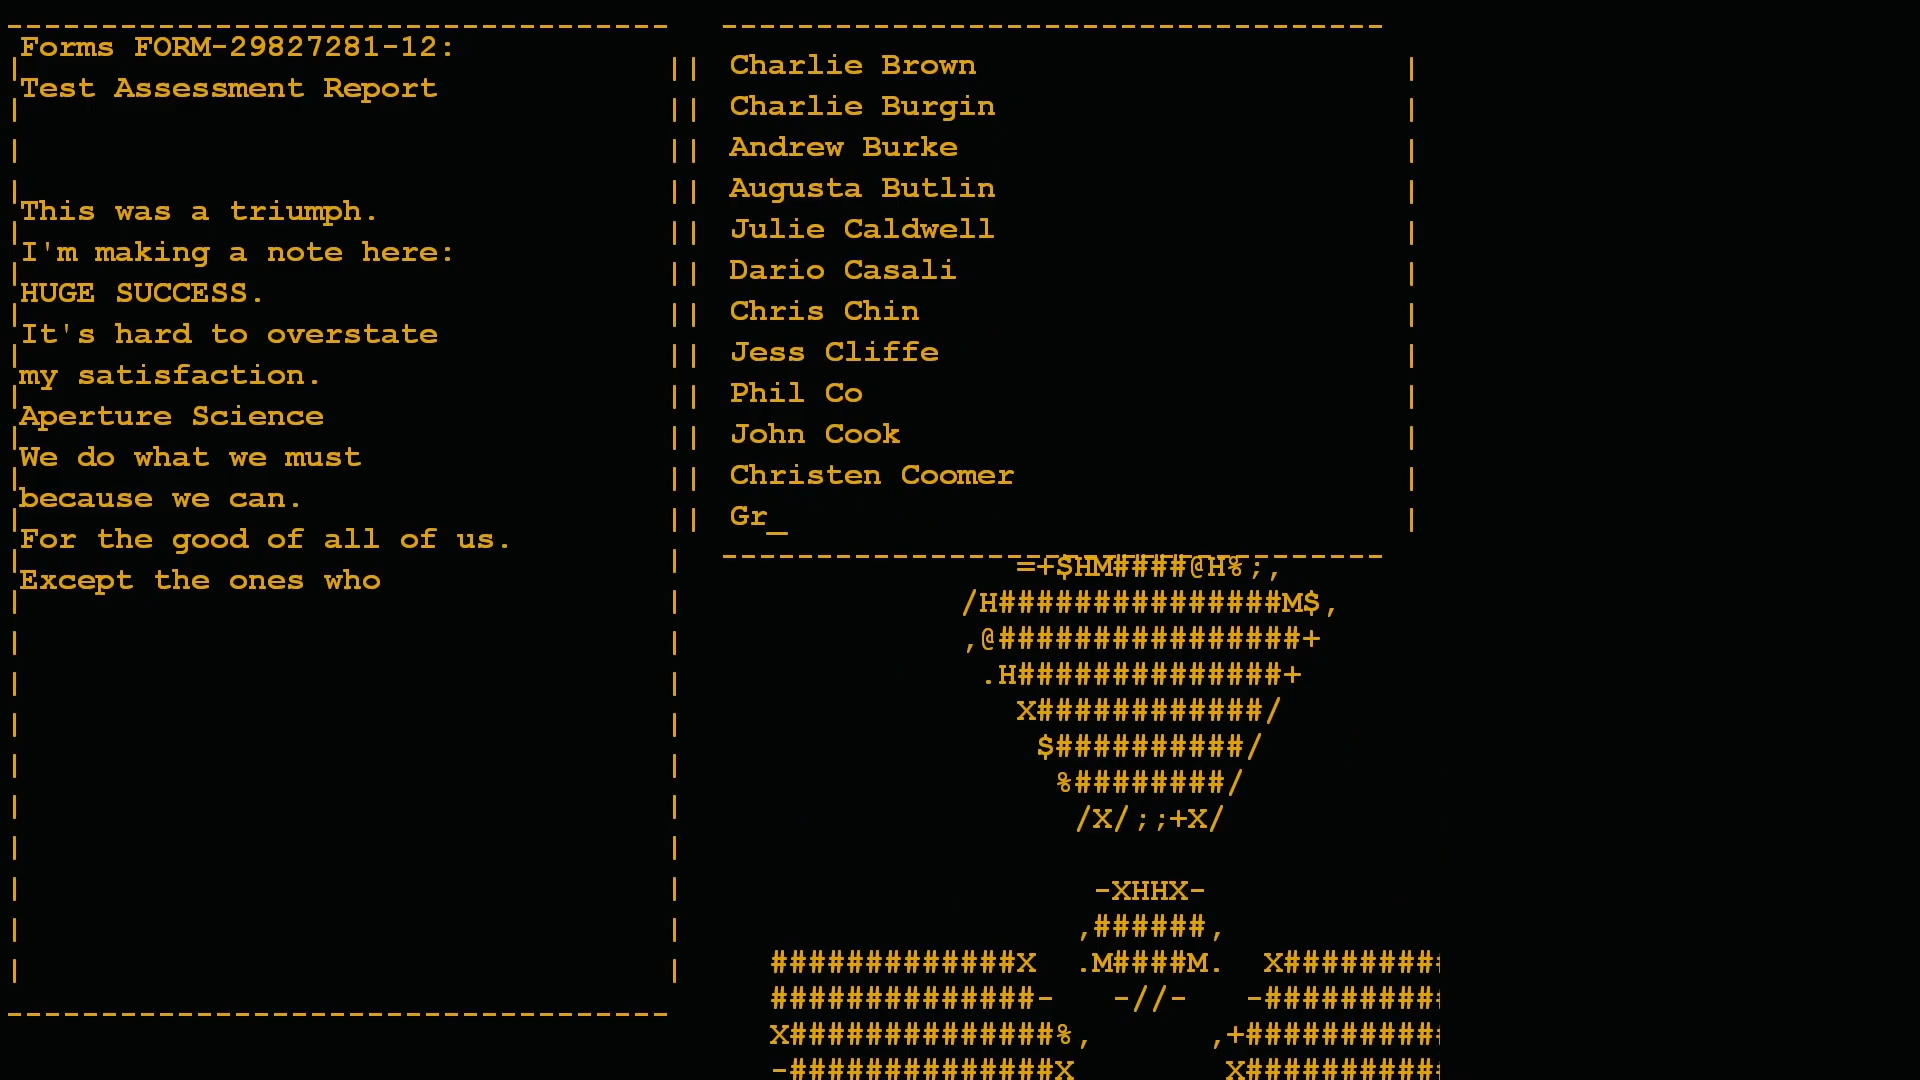 Forms FORM-29827281-12:
Test Assessment Report
This was a triumph.
I'm making a note here:
HUGE SUCCESS.
It's hard to overstate
my satisfaction.
Aperture Science
We do what we must
because we can.
For the good of all of us.
Except the ones who
Charlie Brown
Charlie Burgin
Andrew Burke
Augusta Butlin
Julie Caldwell
Dario Casali
Chris Chin
Jess Cliffe
Phil Co
John Cook
Christen Coomer
Gr_